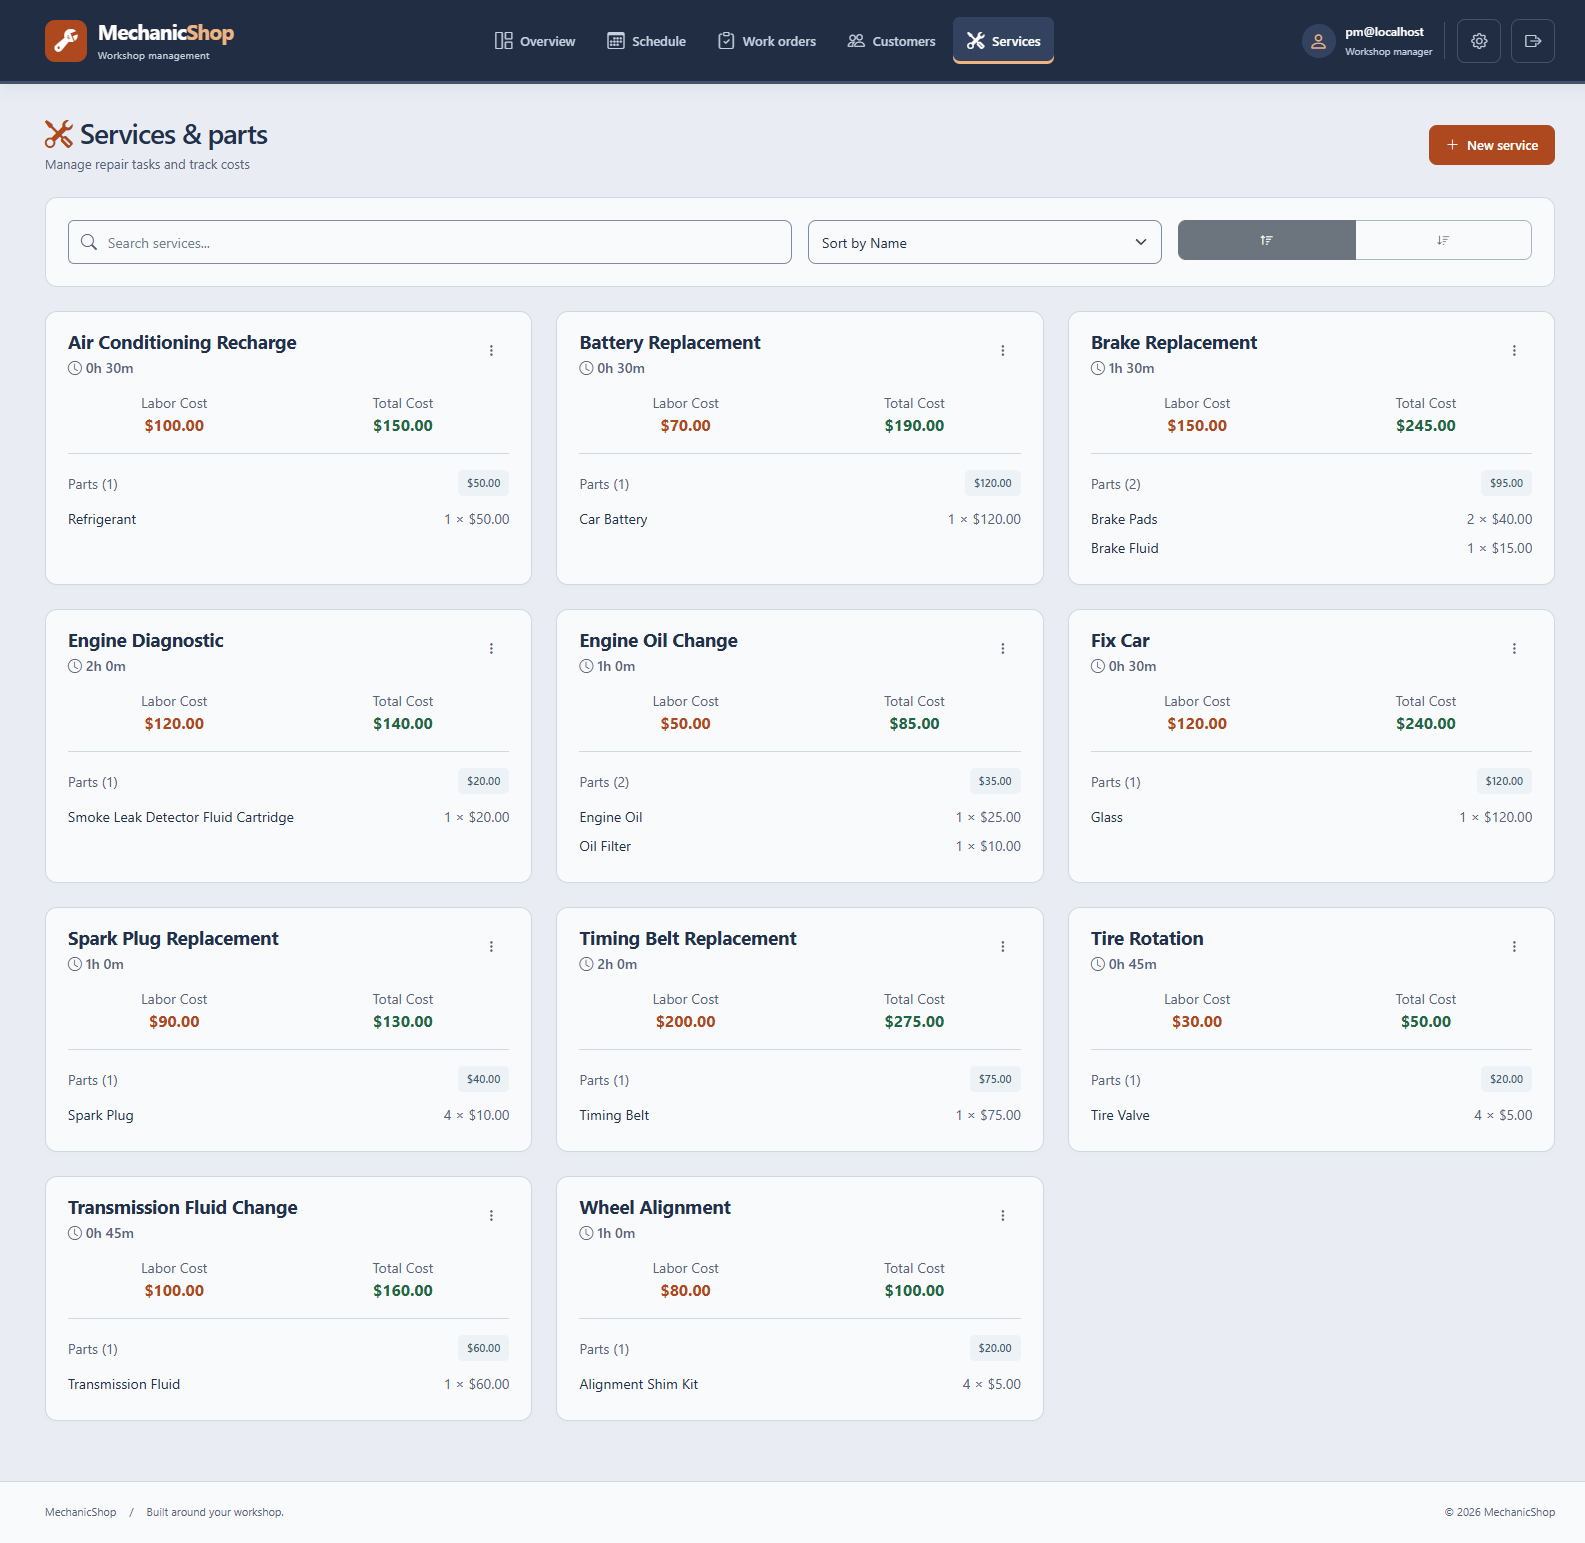 MechanicShop
Workshop management
Overview
Schedule
Work orders
Customers
Services
pm@localhost
Workshop manager
Services & parts
Manage repair tasks and track costs
+ New service
Search services...
Sort by Name
Air Conditioning Recharge
0h 30m
Labor Cost Total Cost
$100.00 $150.00
Parts (1) $50.00
Refrigerant 1 × $50.00
Battery Replacement
0h 30m
Labor Cost Total Cost
$70.00 $190.00
Parts (1) $120.00
Car Battery 1 × $120.00
Brake Replacement
1h 30m
Labor Cost Total Cost
$150.00 $245.00
Parts (2) $95.00
Brake Pads 2 × $40.00
Brake Fluid 1 × $15.00
Engine Diagnostic
2h 0m
Labor Cost Total Cost
$120.00 $140.00
Parts (1) $20.00
Smoke Leak Detector Fluid Cartridge 1 × $20.00
Engine Oil Change
1h 0m
Labor Cost Total Cost
$50.00 $85.00
Parts (2) $35.00
Engine Oil 1 × $25.00
Oil Filter 1 × $10.00
Fix Car
0h 30m
Labor Cost Total Cost
$120.00 $240.00
Parts (1) $120.00
Glass 1 × $120.00
Spark Plug Replacement
1h 0m
Labor Cost Total Cost
$90.00 $130.00
Parts (1) $40.00
Spark Plug 4 × $10.00
Timing Belt Replacement
2h 0m
Labor Cost Total Cost
$200.00 $275.00
Parts (1) $75.00
Timing Belt 1 × $75.00
Tire Rotation
0h 45m
Labor Cost Total Cost
$30.00 $50.00
Parts (1) $20.00
Tire Valve 4 × $5.00
Transmission Fluid Change
0h 45m
Labor Cost Total Cost
$100.00 $160.00
Parts (1) $60.00
Transmission Fluid 1 × $60.00
Wheel Alignment
1h 0m
Labor Cost Total Cost
$80.00 $100.00
Parts (1) $20.00
Alignment Shim Kit 4 × $5.00
MechanicShop / Built around your workshop.
© 2026 MechanicShop